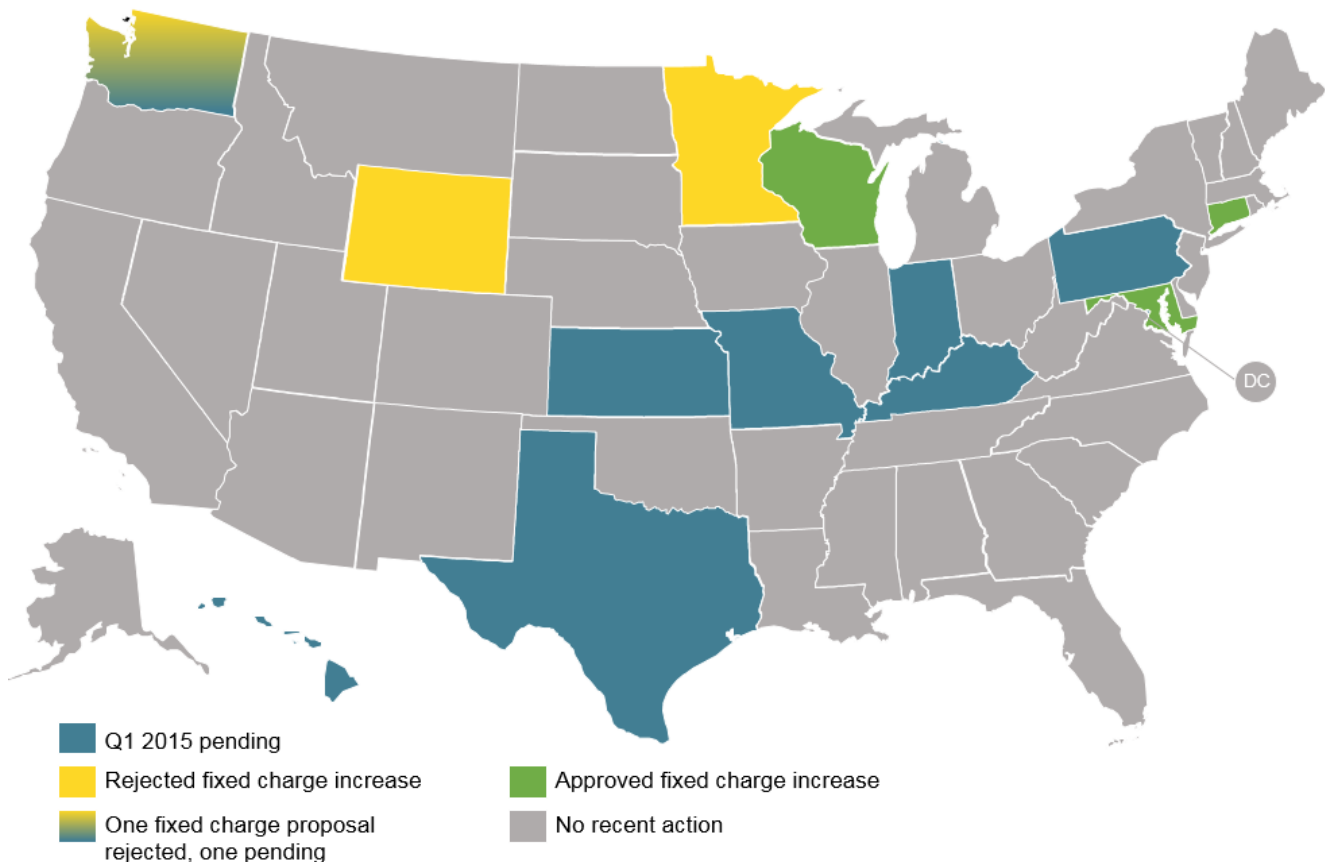 DC
Q1 2015 pending
Rejected fixed charge increase
Approved fixed charge increase
One fixed charge proposal
rejected, one pending
No recent action